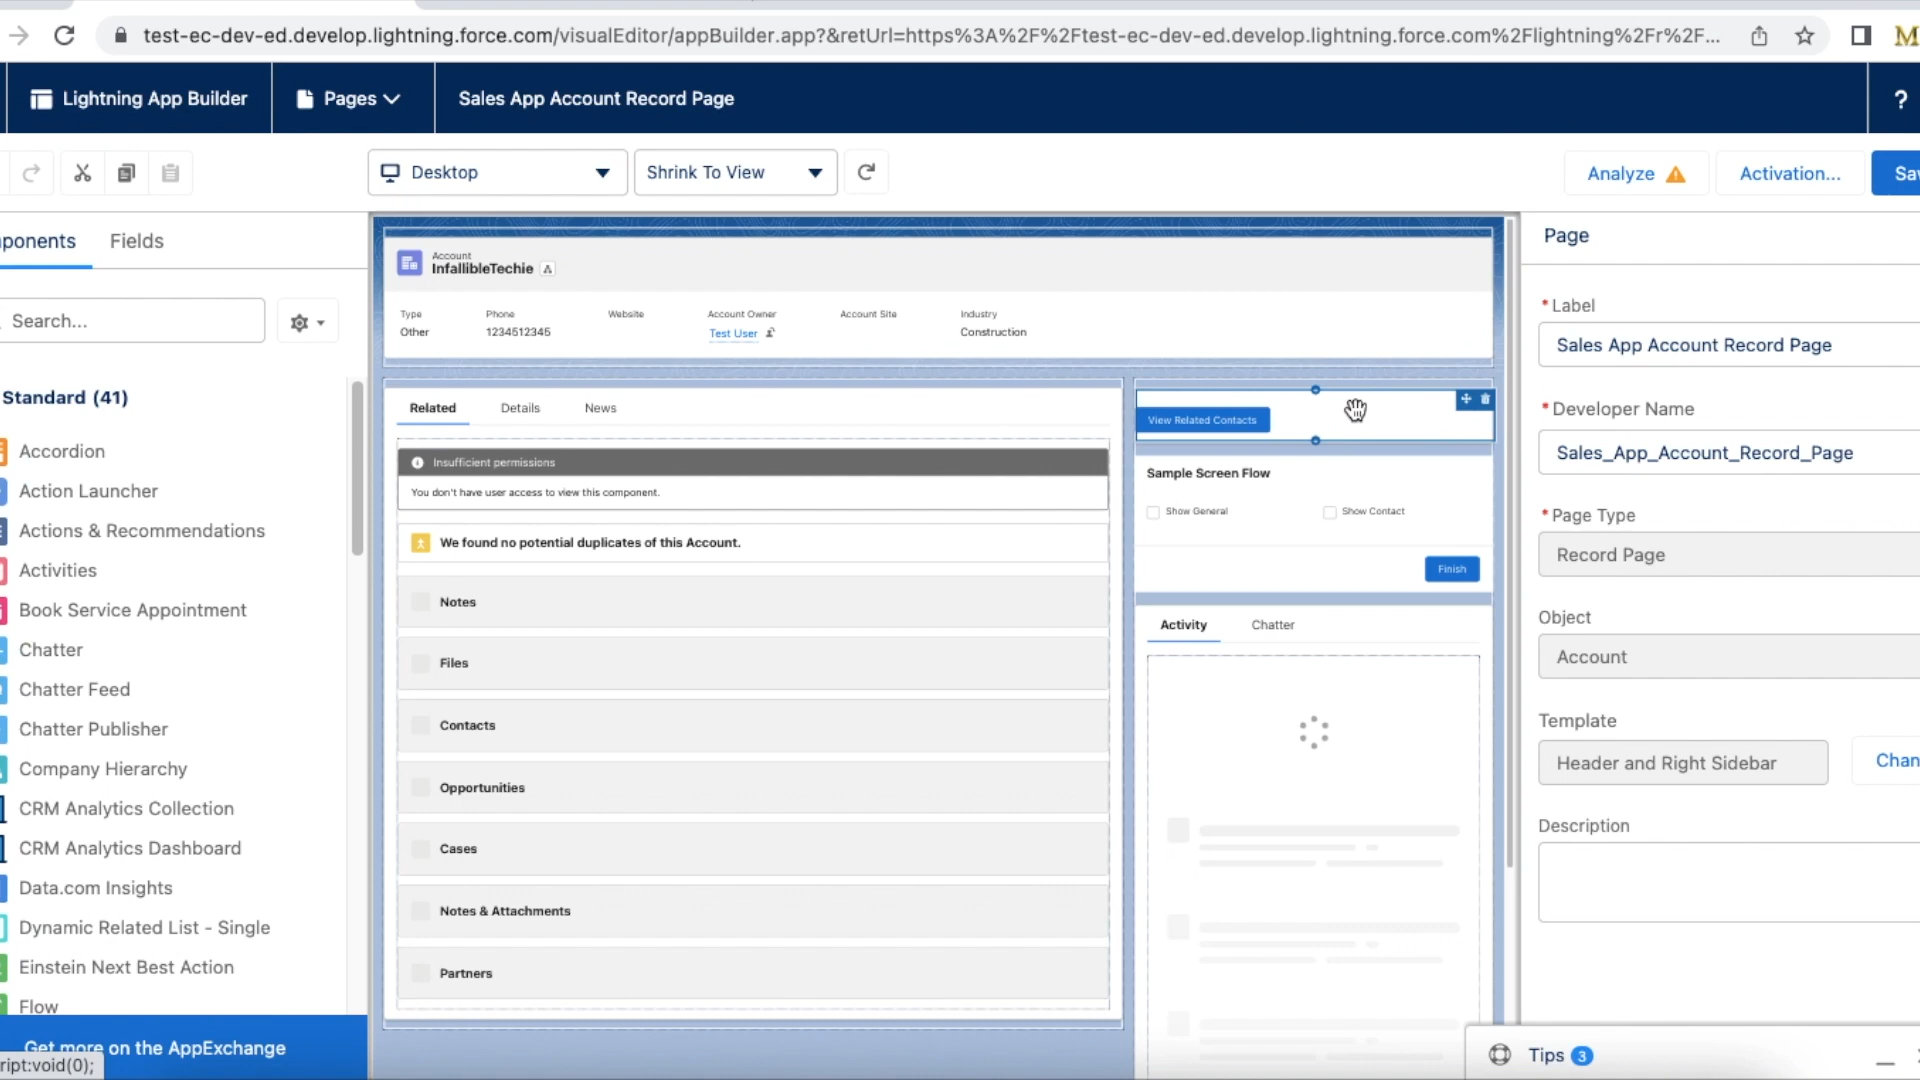 test-ec-dev-ed.develop.lightning.force.com/visualEditor/appBuilder.app?&retUrl=https%3A%2F%2Ftest-ec-dev-ed.develop.lightning.force.com%2Flightning%2Fr%2F...
M
Lightning App Builder
Pages
Sales App Account Record Page
?
Desktop
Shrink To View
Analyze
Activation...
Sav
ponents
Fields
Search...
Standard (41)
Accordion
Action Launcher
Actions & Recommendations
Activities
Book Service Appointment
Chatter
Chatter Feed
Chatter Publisher
Company Hierarchy
CRM Analytics Collection
CRM Analytics Dashboard
Data.com Insights
Dynamic Related List - Single
Einstein Next Best Action
Flow
Get more on the AppExchange
ript:void(0);
Account
InfallibleTechie
Type
Phone
Website
Account Owner
Account Site
Industry
Other
1234512345
Test User
Construction
Related
Details
News
Insufficient permissions
You don't have user access to view this component.
We found no potential duplicates of this Account.
Notes
Files
Contacts
Opportunities
Cases
Notes & Attachments
Partners
View Related Contacts
Sample Screen Flow
Show General
Show Contact
Finish
Activity
Chatter
Page
*Label
Sales App Account Record Page
*Developer Name
Sales_App_Account_Record_Page
*Page Type
Record Page
Object
Account
Template
Header and Right Sidebar
Chan
Description
Tips 3